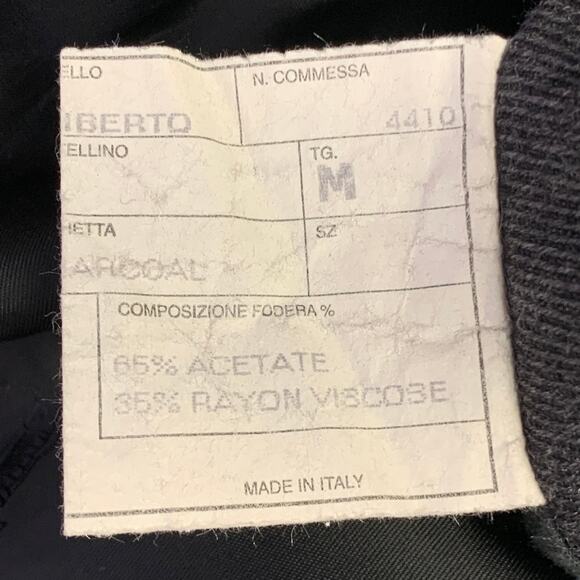 ELLO
N. COMMESSA
IBERTO
4410
TELLINO
TG.
M
HETTA
SZ
ARCOAL
COMPOSIZIONE FODERA %
65% ACETATE
35% RAYON VISCOSE
MADE IN ITALY